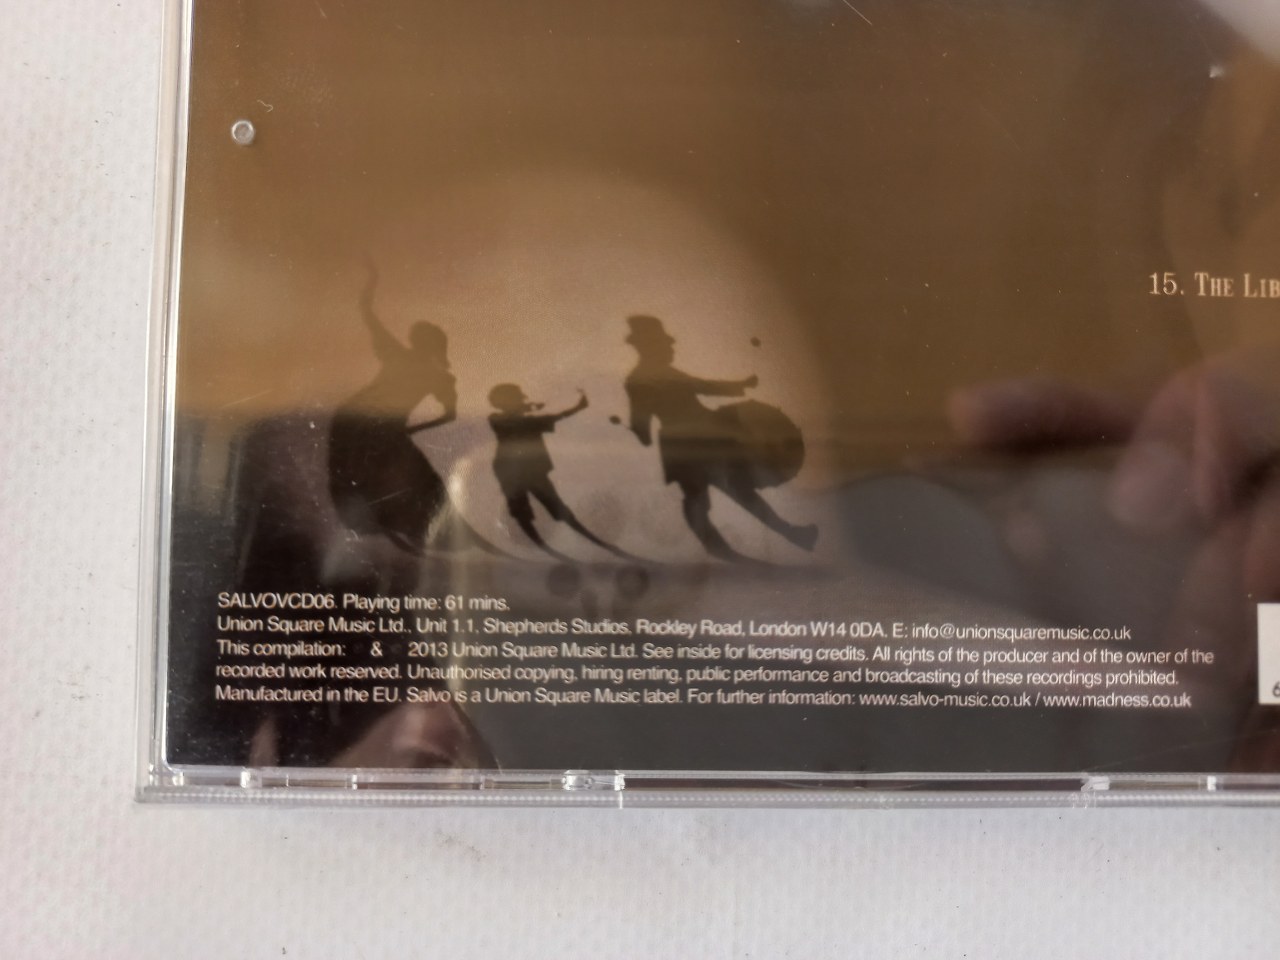 15. The Lib
SALVOVCD06. Playing time: 61 mins.
Union Square Music Ltd., Unit 1.1, Shepherds Studios, Rockley Road, London W14 0DA. E: info@unionsquaremusic.co.uk
This compilation: & 2013 Union Square Music Ltd. See inside for licensing credits. All rights of the producer and of the owner of the
recorded work reserved. Unauthorised copying, hiring renting, public performance and broadcasting of these recordings prohibited.
Manufactured in the EU. Salvo is a Union Square Music label. For further information: www.salvo-music.co.uk / www.madness.co.uk